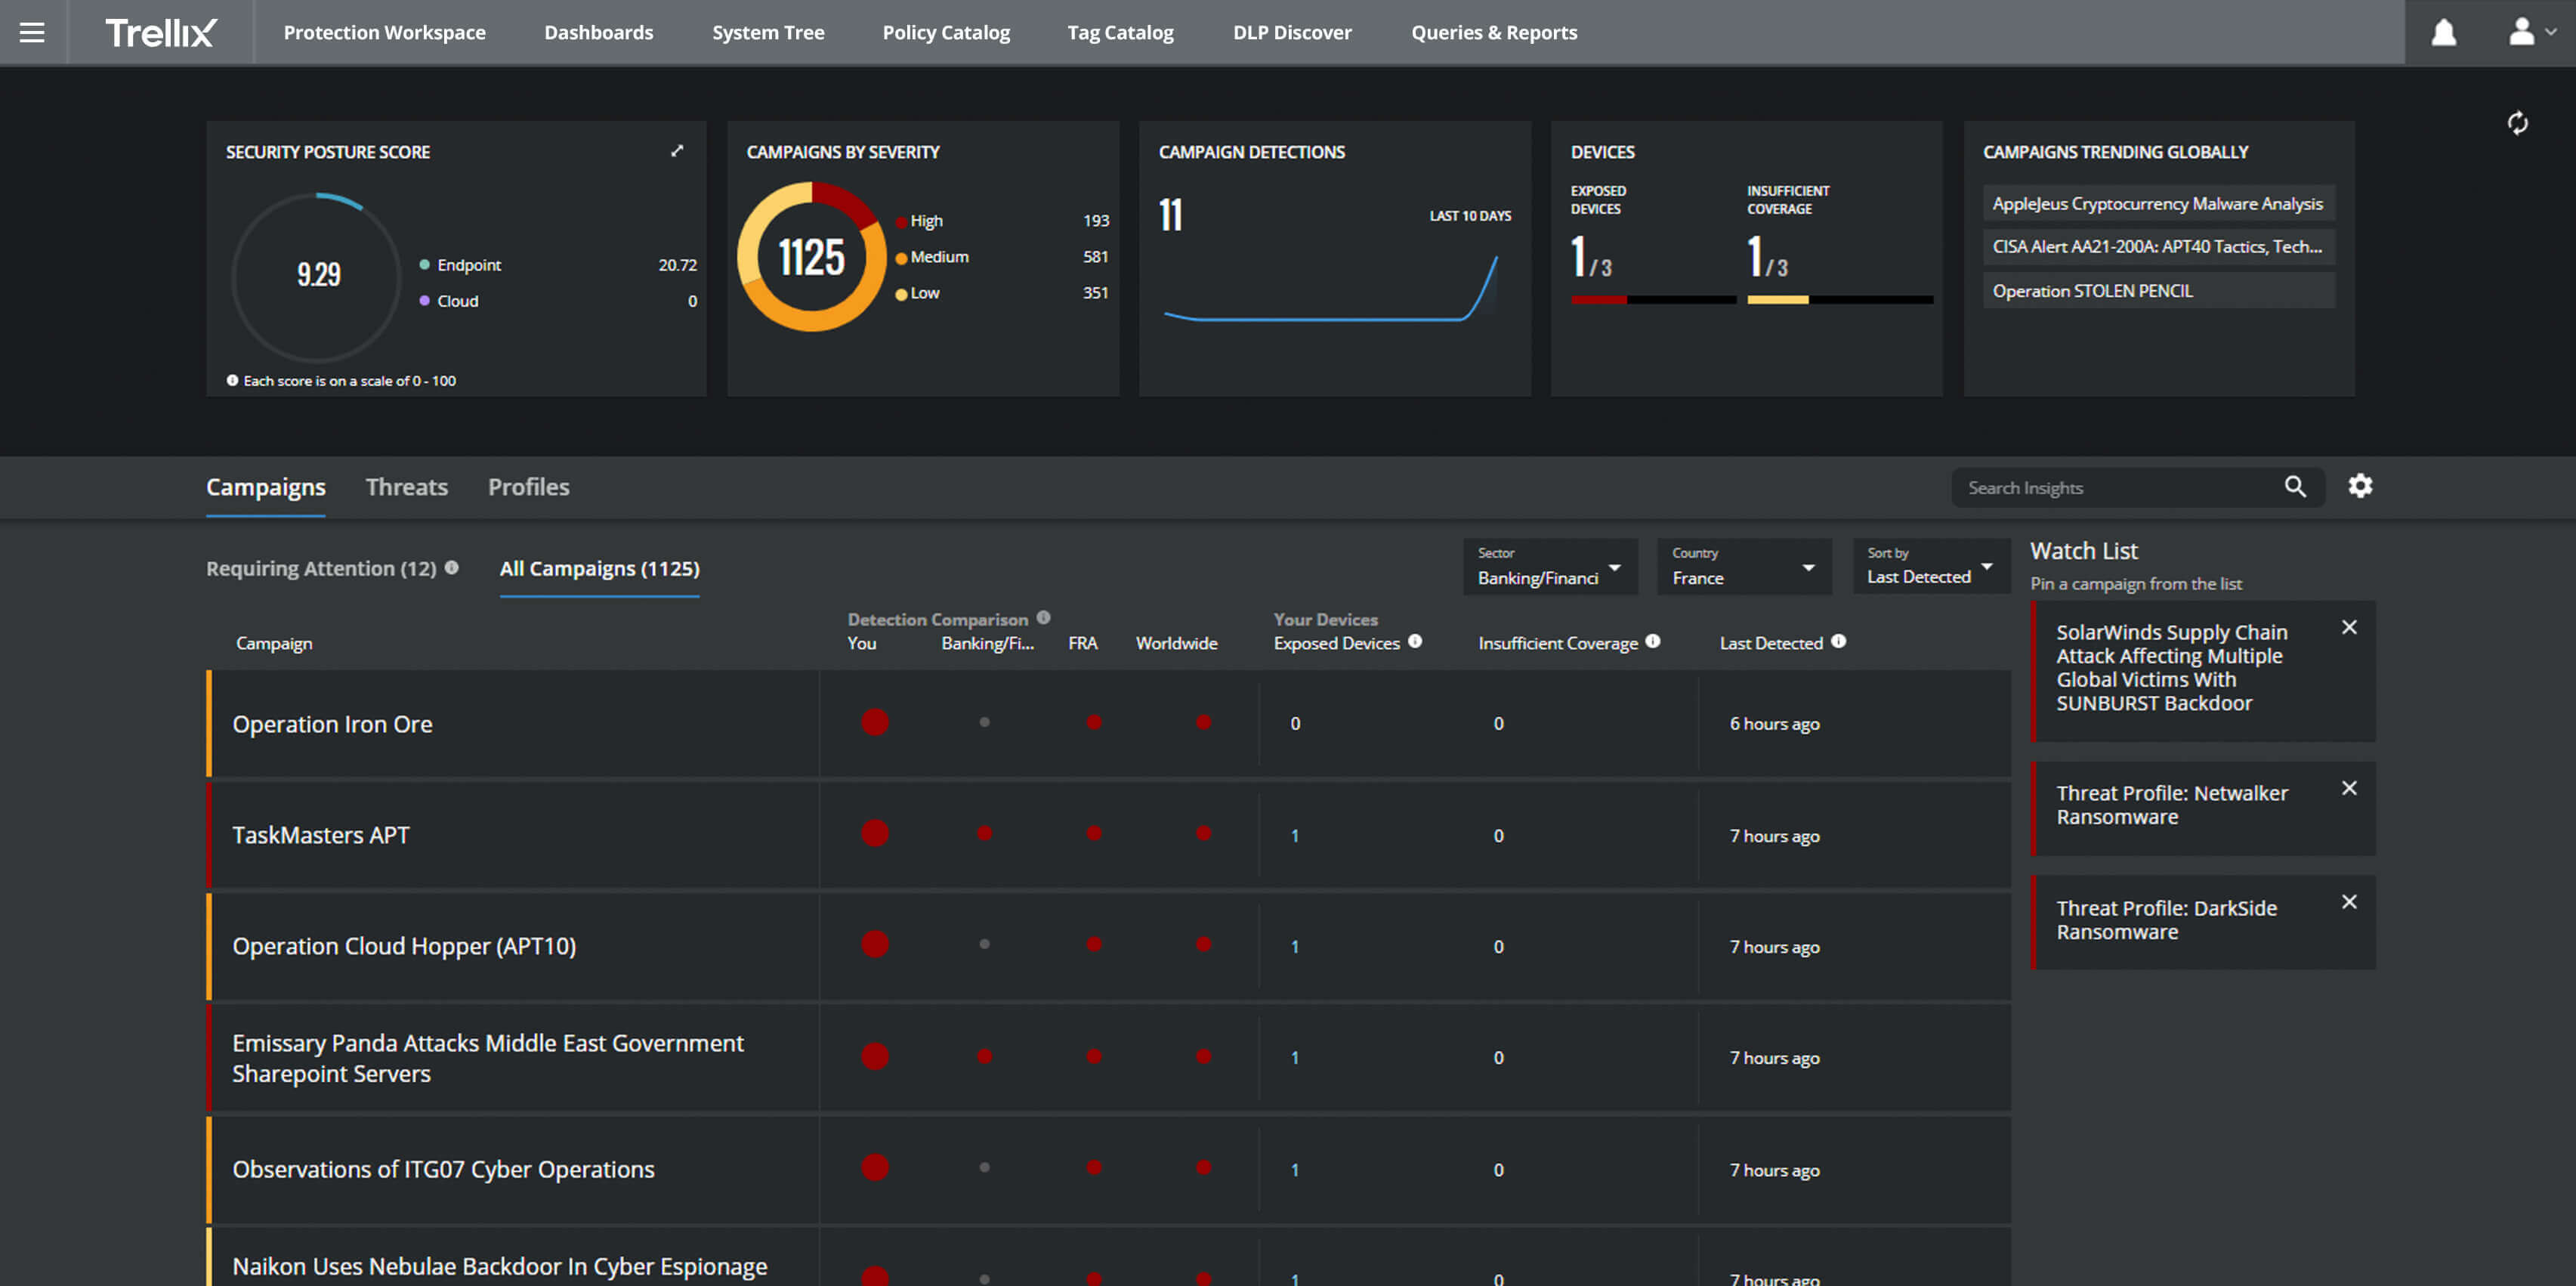 Trellix
Protection Workspace
Dashboards
System Tree
Policy Catalog
Tag Catalog
DLP Discover
Queries & Reports
SECURITY POSTURE SCORE
9.29
Endpoint 20.72
Cloud 0
Each score is on a scale of 0 - 100
CAMPAIGNS BY SEVERITY
1125
High 193
Medium 581
Low 351
CAMPAIGN DETECTIONS
11
LAST 10 DAYS
DEVICES
EXPOSED
DEVICES
1 / 3
INSUFFICIENT
COVERAGE
1 / 3
CAMPAIGNS TRENDING GLOBALLY
AppleJeus Cryptocurrency Malware Analysis
CISA Alert AA21-200A: APT40 Tactics, Tech...
Operation STOLEN PENCIL
Campaigns
Threats
Profiles
Search Insights
Requiring Attention (12)
All Campaigns (1125)
Sector
Banking/Financi
Country
France
Sort by
Last Detected
Detection Comparison
Your Devices
Campaign
You
Banking/Fi...
FRA
Worldwide
Exposed Devices
Insufficient Coverage
Last Detected
Operation Iron Ore 0 0 6 hours ago
TaskMasters APT 1 0 7 hours ago
Operation Cloud Hopper (APT10) 1 0 7 hours ago
Emissary Panda Attacks Middle East Government
Sharepoint Servers
1 0 7 hours ago
Observations of ITG07 Cyber Operations 1 0 7 hours ago
Naikon Uses Nebulae Backdoor In Cyber Espionage
1 0 7 hours ago
Watch List
Pin a campaign from the list
SolarWinds Supply Chain
Attack Affecting Multiple
Global Victims With
SUNBURST Backdoor
Threat Profile: Netwalker
Ransomware
Threat Profile: DarkSide
Ransomware